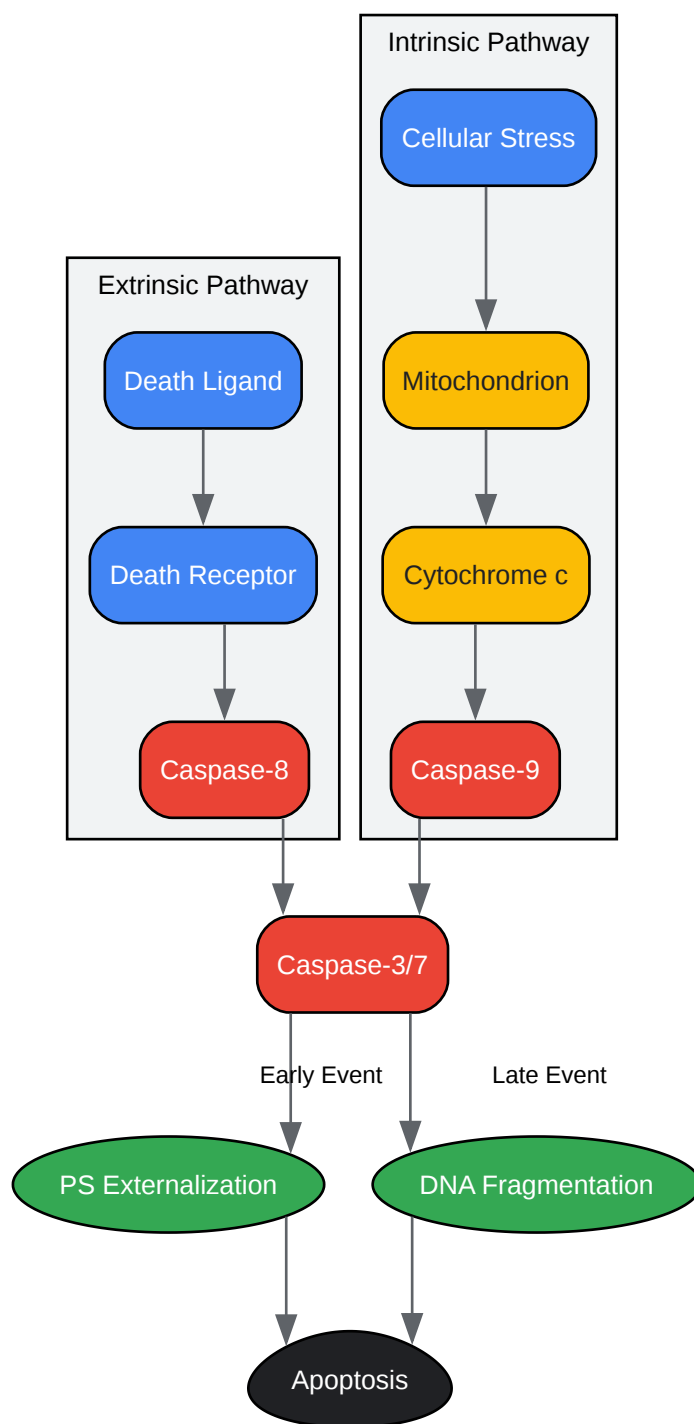 Intrinsic Pathway
Cellular Stress
Extrinsic Pathway
Death Ligand
Mitochondrion
Death Receptor
Cytochrome c
Caspase-8
Caspase-9
Caspase-3/7
Early Event
Late Event
PS Externalization
DNA Fragmentation
Apoptosis